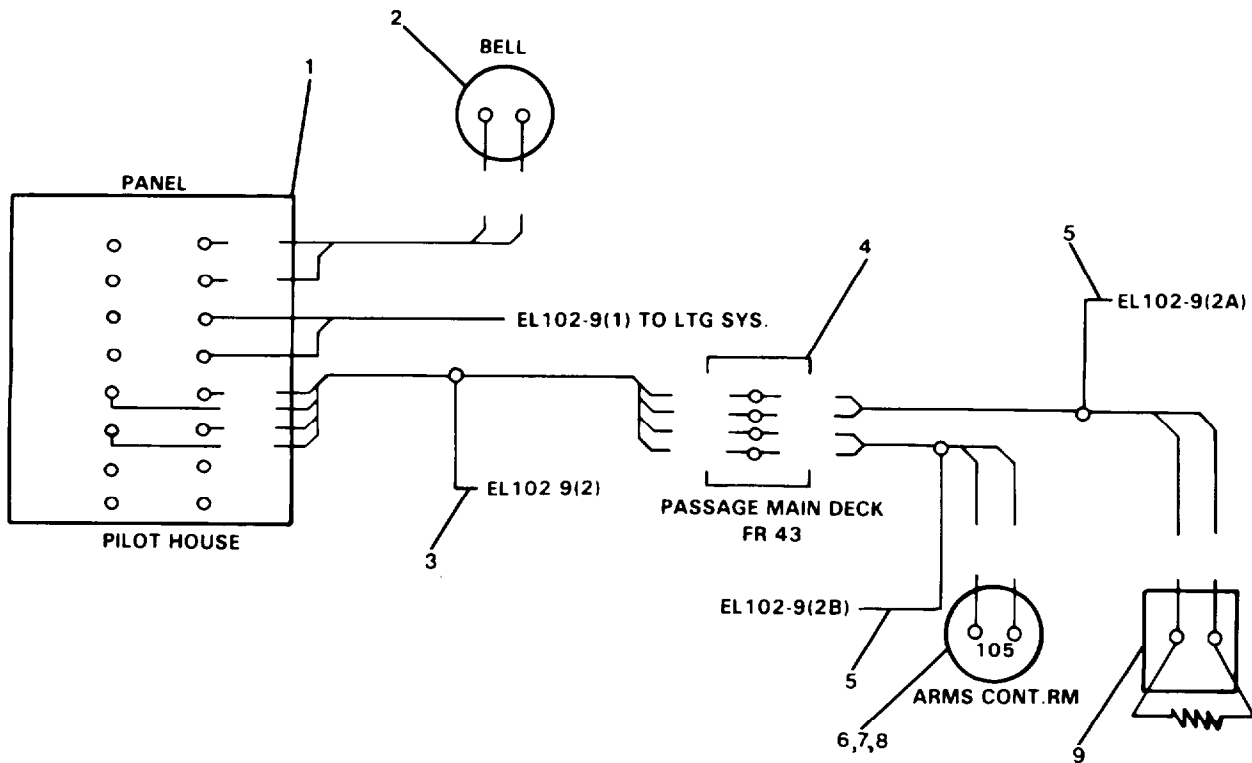 2
BELL
1
PANEL
4
5
EL102-9(2A)
EL102-9(1) TO LTG SYS.
EL102 9(2)
PASSAGE MAIN DECK
FR 43
PILOT HOUSE
3
EL102-9(2B)
5
105
ARMS CONT.RM
6,7,8
9